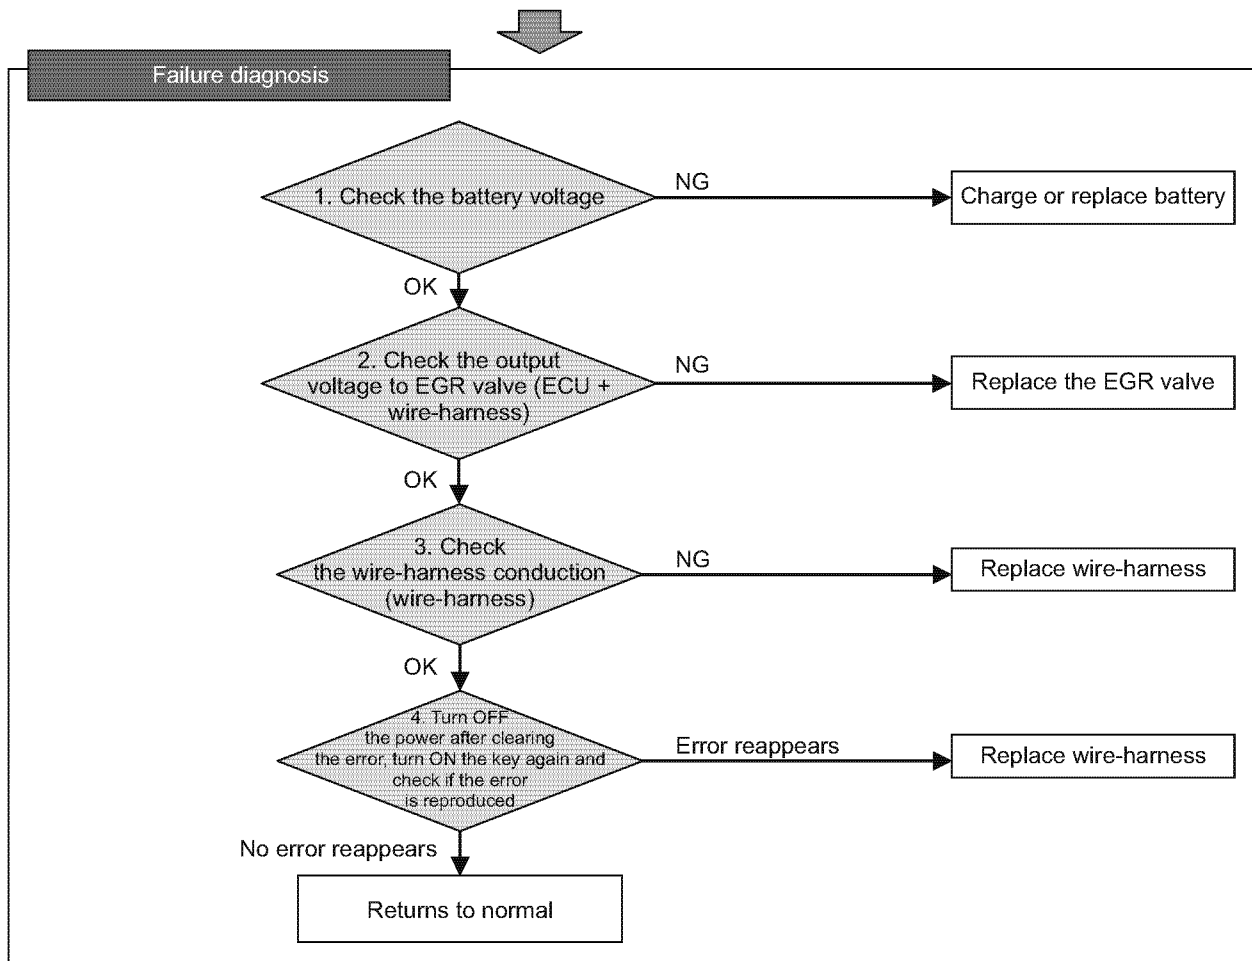 Failure diagnosis
1. Check the battery voltage
NG
Charge or replace battery
OK
2. Check the output
voltage to EGR valve (ECU +
wire-harness)
NG
Replace the EGR valve
OK
3. Check
the wire-harness conduction
(wire-harness)
NG
Replace wire-harness
OK
4. Turn OFF
the power after clearing
the error, turn ON the key again and
check if the error
is reproduced
Error reappears
Replace wire-harness
No error reappears
Returns to normal